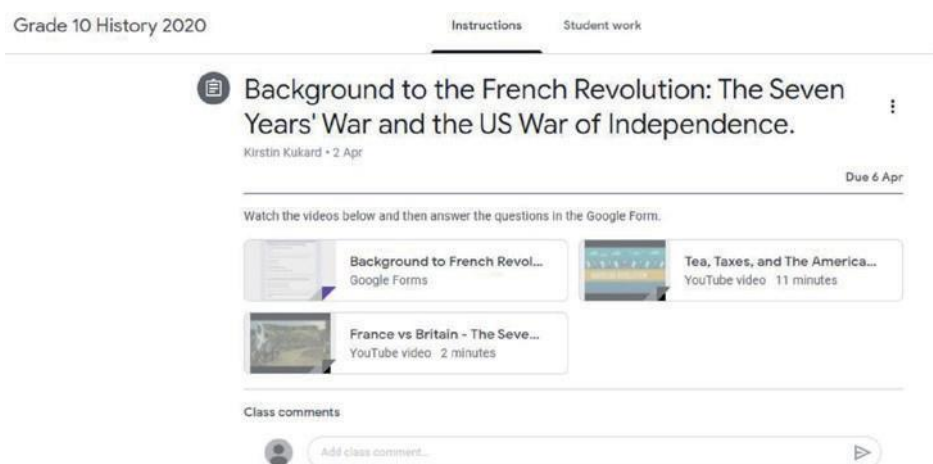 Grade 10 History 2020
Instructions
Student work
Background to the French Revolution: The Seven
Years' War and the US War of Independence.
Kirstin Kukard • 2 Apr
Due 6 Apr
Watch the videos below and then answer the questions in the Google Form.
Background to French Revol...
Google Forms
Tea, Taxes, and The America...
YouTube video 11 minutes
France vs Britain - The Seve...
YouTube video 2 minutes
Class comments
Add class comment...